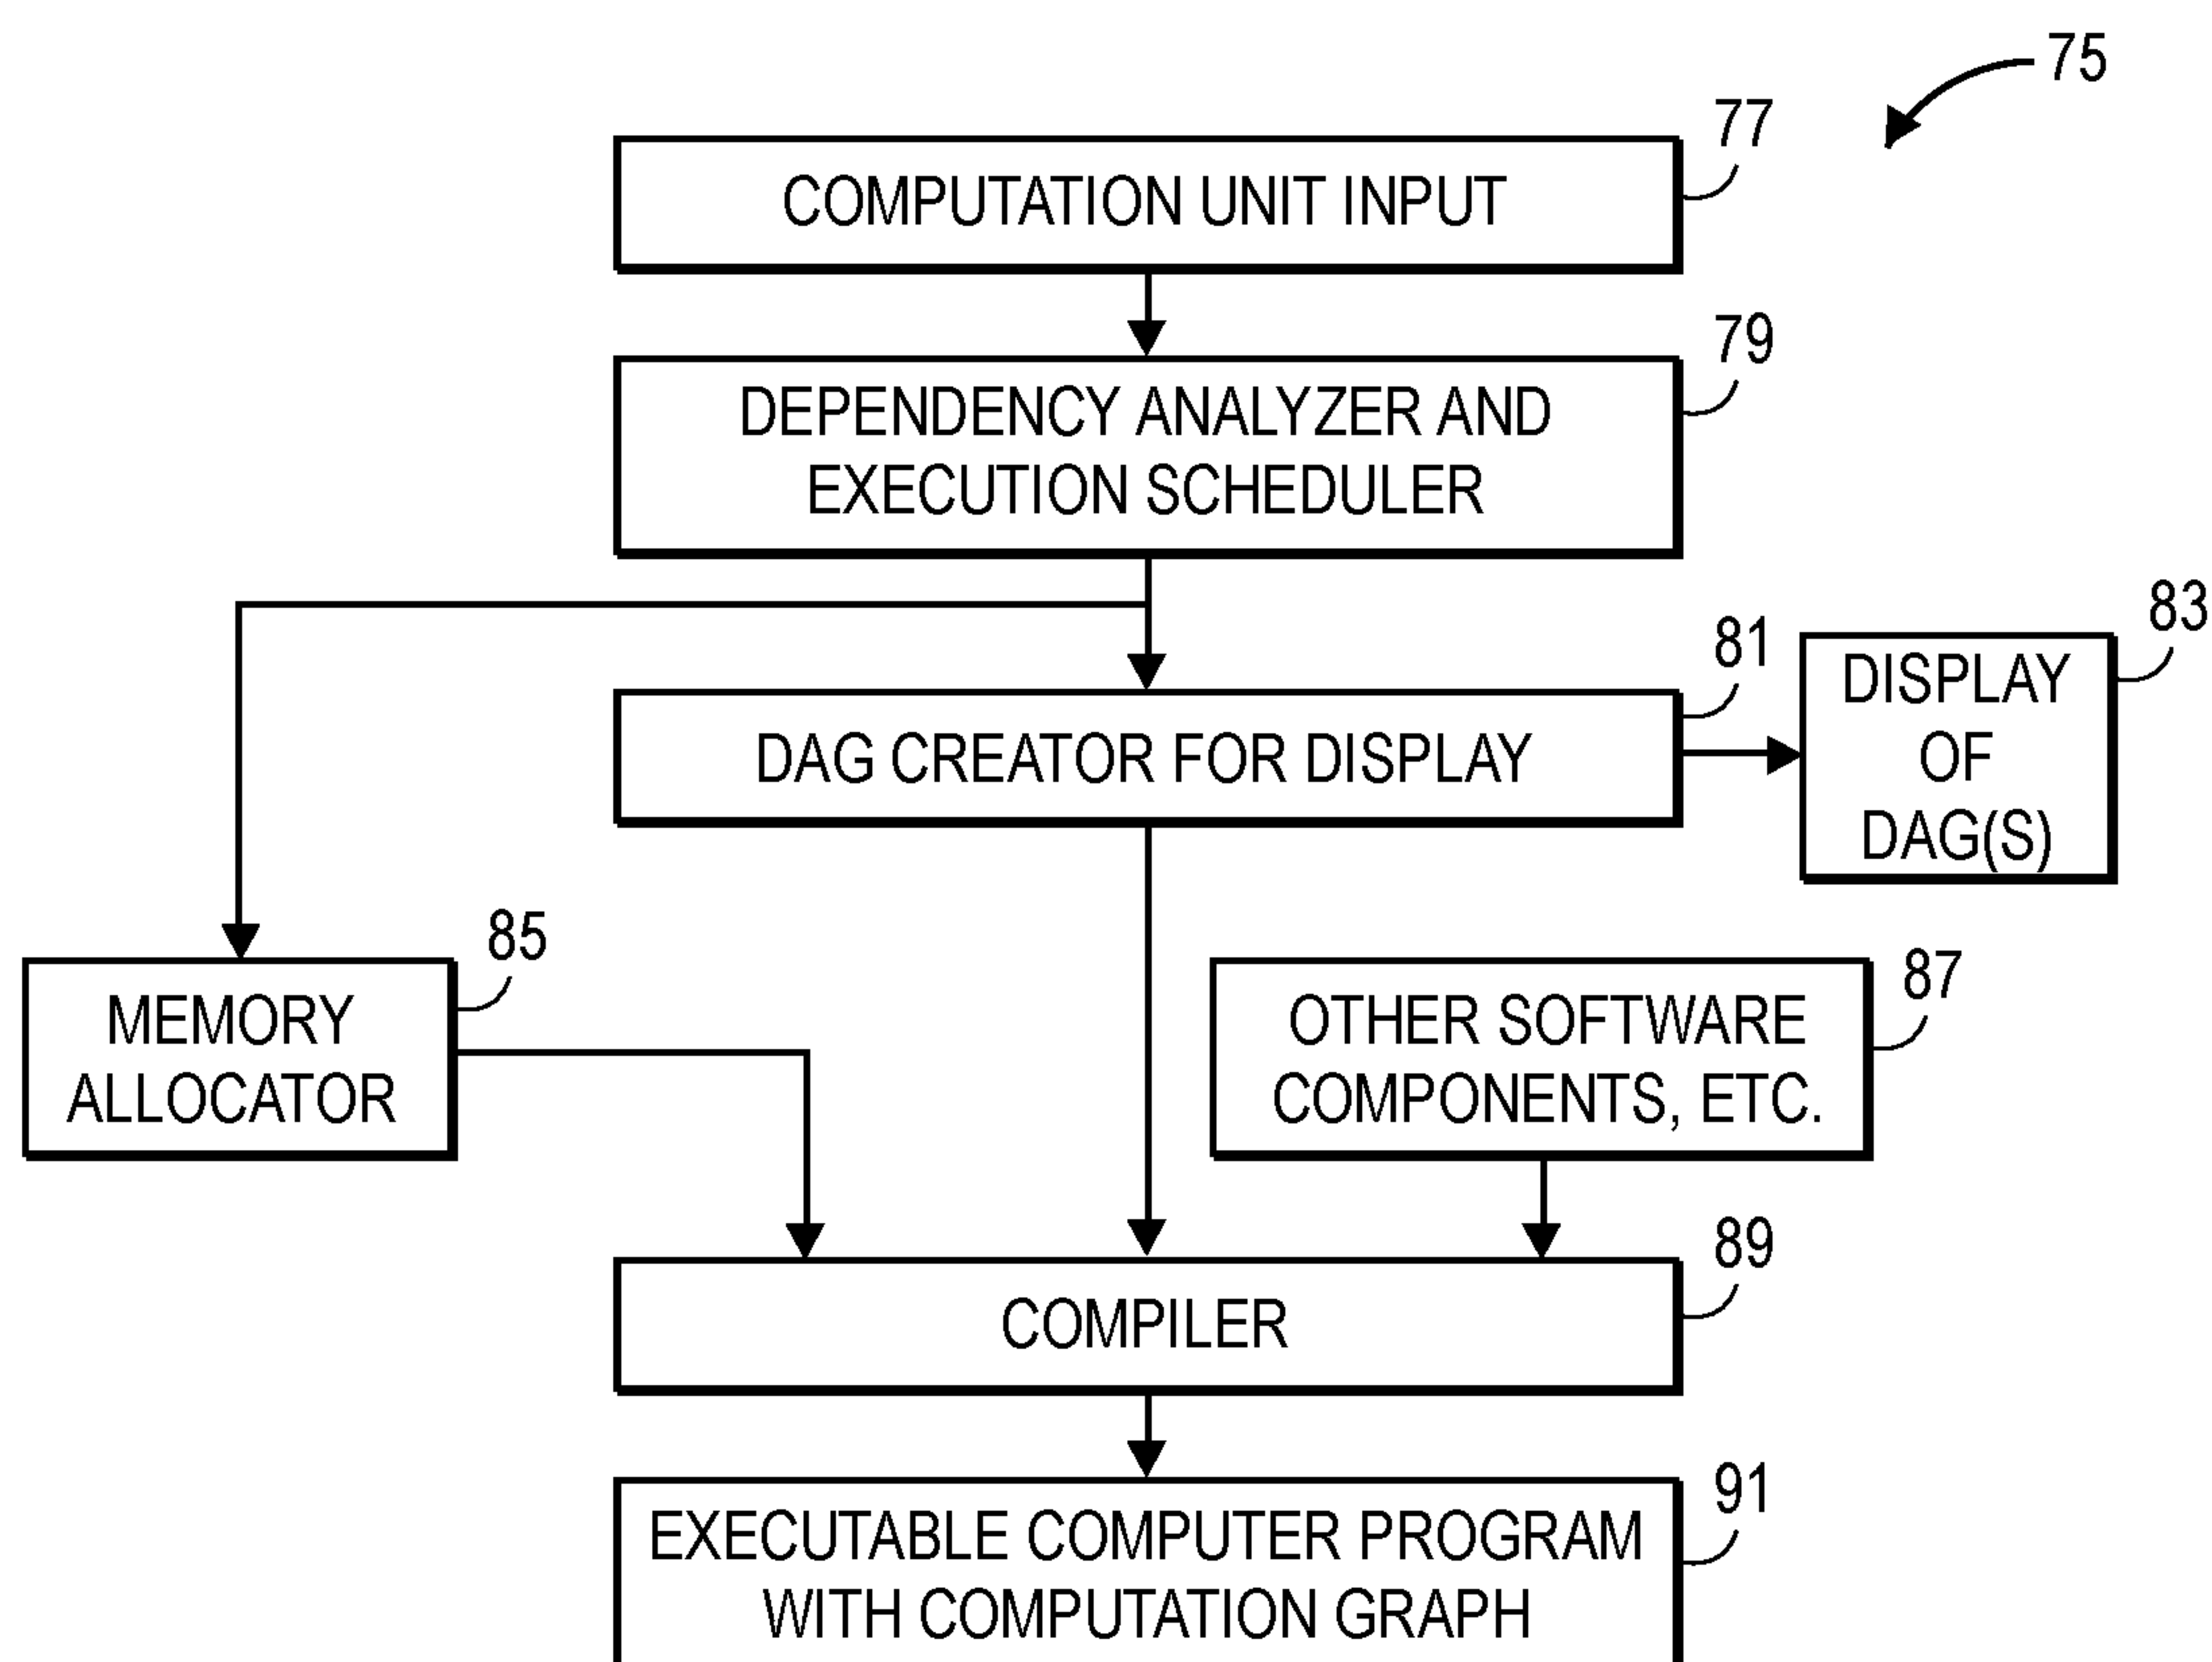 75
77
COMPUTATION UNIT INPUT
79
DEPENDENCY ANALYZER AND
EXECUTION SCHEDULER
81
DAG CREATOR FOR DISPLAY
83
DISPLAY
OF
DAG(S)
85
MEMORY
ALLOCATOR
87
OTHER SOFTWARE
COMPONENTS, ETC.
89
COMPILER
91
EXECUTABLE COMPUTER PROGRAM
WITH COMPUTATION GRAPH